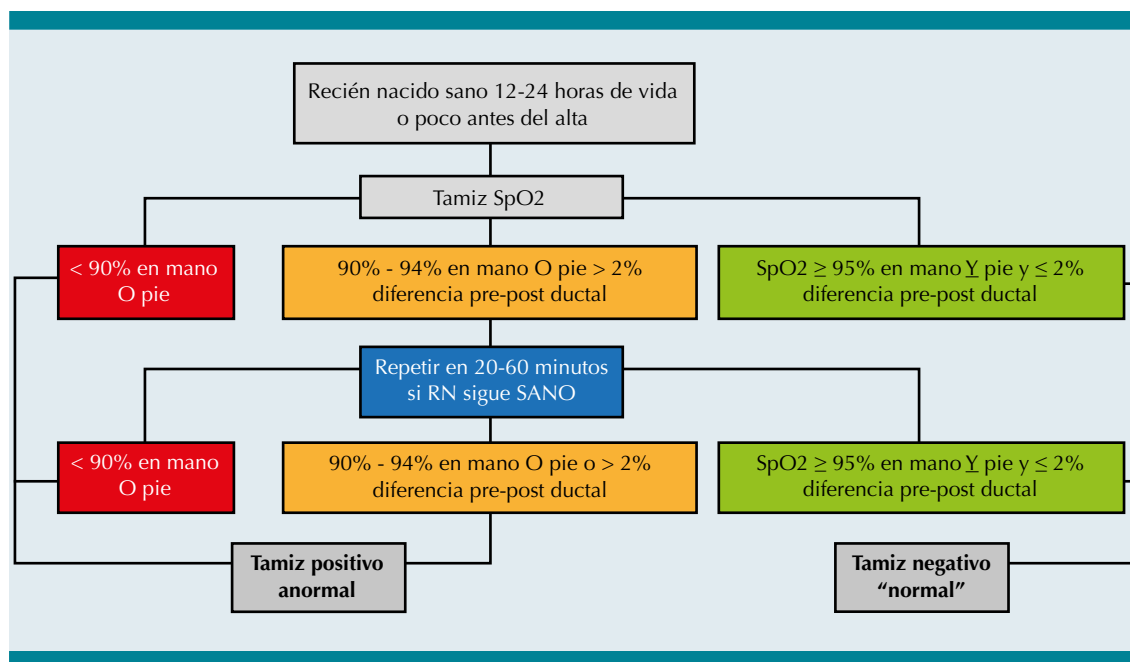 Recién nacido sano 12-24 horas de vida
o poco antes del alta
Tamiz SpO2
< 90% en mano
O pie
90% - 94% en mano O pie > 2%
diferencia pre-post ductal
SpO2 ≥ 95% en mano Y pie y ≤ 2%
diferencia pre-post ductal
Repetir en 20-60 minutos
si RN sigue SANO
< 90% en mano
O pie
90% - 94% en mano O pie o > 2%
diferencia pre-post ductal
SpO2 ≥ 95% en mano Y pie y ≤ 2%
diferencia pre-post ductal
Tamiz positivo
anormal
Tamiz negativo
“normal”